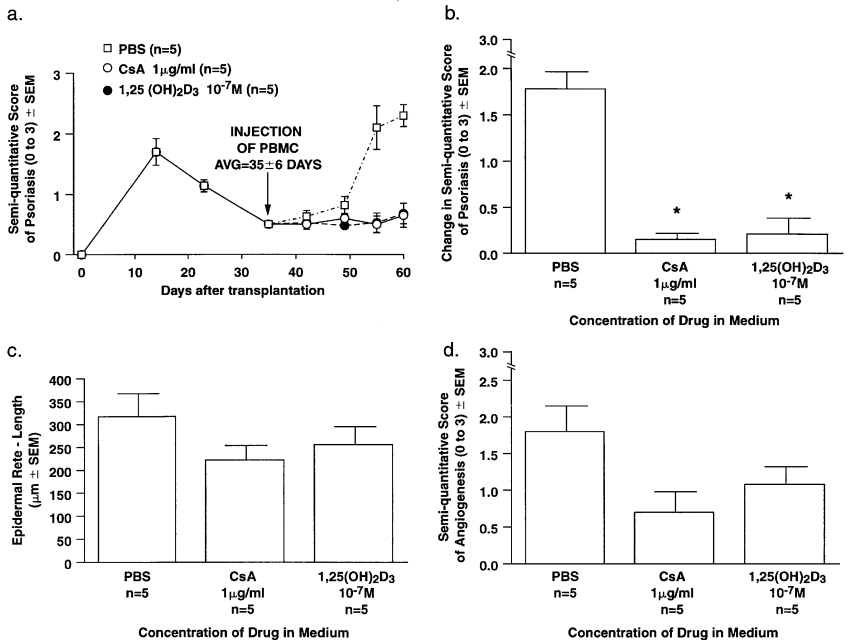 a.
□ PBS (n=5)
○ CsA 1μg/ml (n=5)
● 1,25 (OH)₂D₃ 10⁻⁷M (n=5)
Semi-quantitative Score
of Psoriasis (0 to 3) ± SEM
3
2
1
0
INJECTION
OF PBMC
AVG=35±6 DAYS
0 10 20 30 40 50 60
Days after transplantation
b.
Change in Semi-quantitative Score
of Psoriasis (0 to 3) ± SEM
3.0
2.0
1.5
1.0
0.5
0.0
* *
PBS CsA 1,25(OH)₂D₃
n=5 1μg/ml 10⁻⁷M
n=5 n=5
Concentration of Drug in Medium
c.
Epidermal Rete - Length
(μm ± SEM)
400
350
300
250
200
150
100
50
0
PBS CsA 1,25(OH)₂D₃
n=5 1μg/ml 10⁻⁷M
n=5 n=5
Concentration of Drug in Medium
d.
Semi-quantitative Score
of Angiogenesis (0 to 3) ± SEM
3.0
2.5
2.0
1.5
1.0
0.5
0.0
PBS CsA 1,25(OH)₂D₃
n=5 1μg/ml 10⁻⁷M
n=5 n=5
Concentration of Drug in Medium